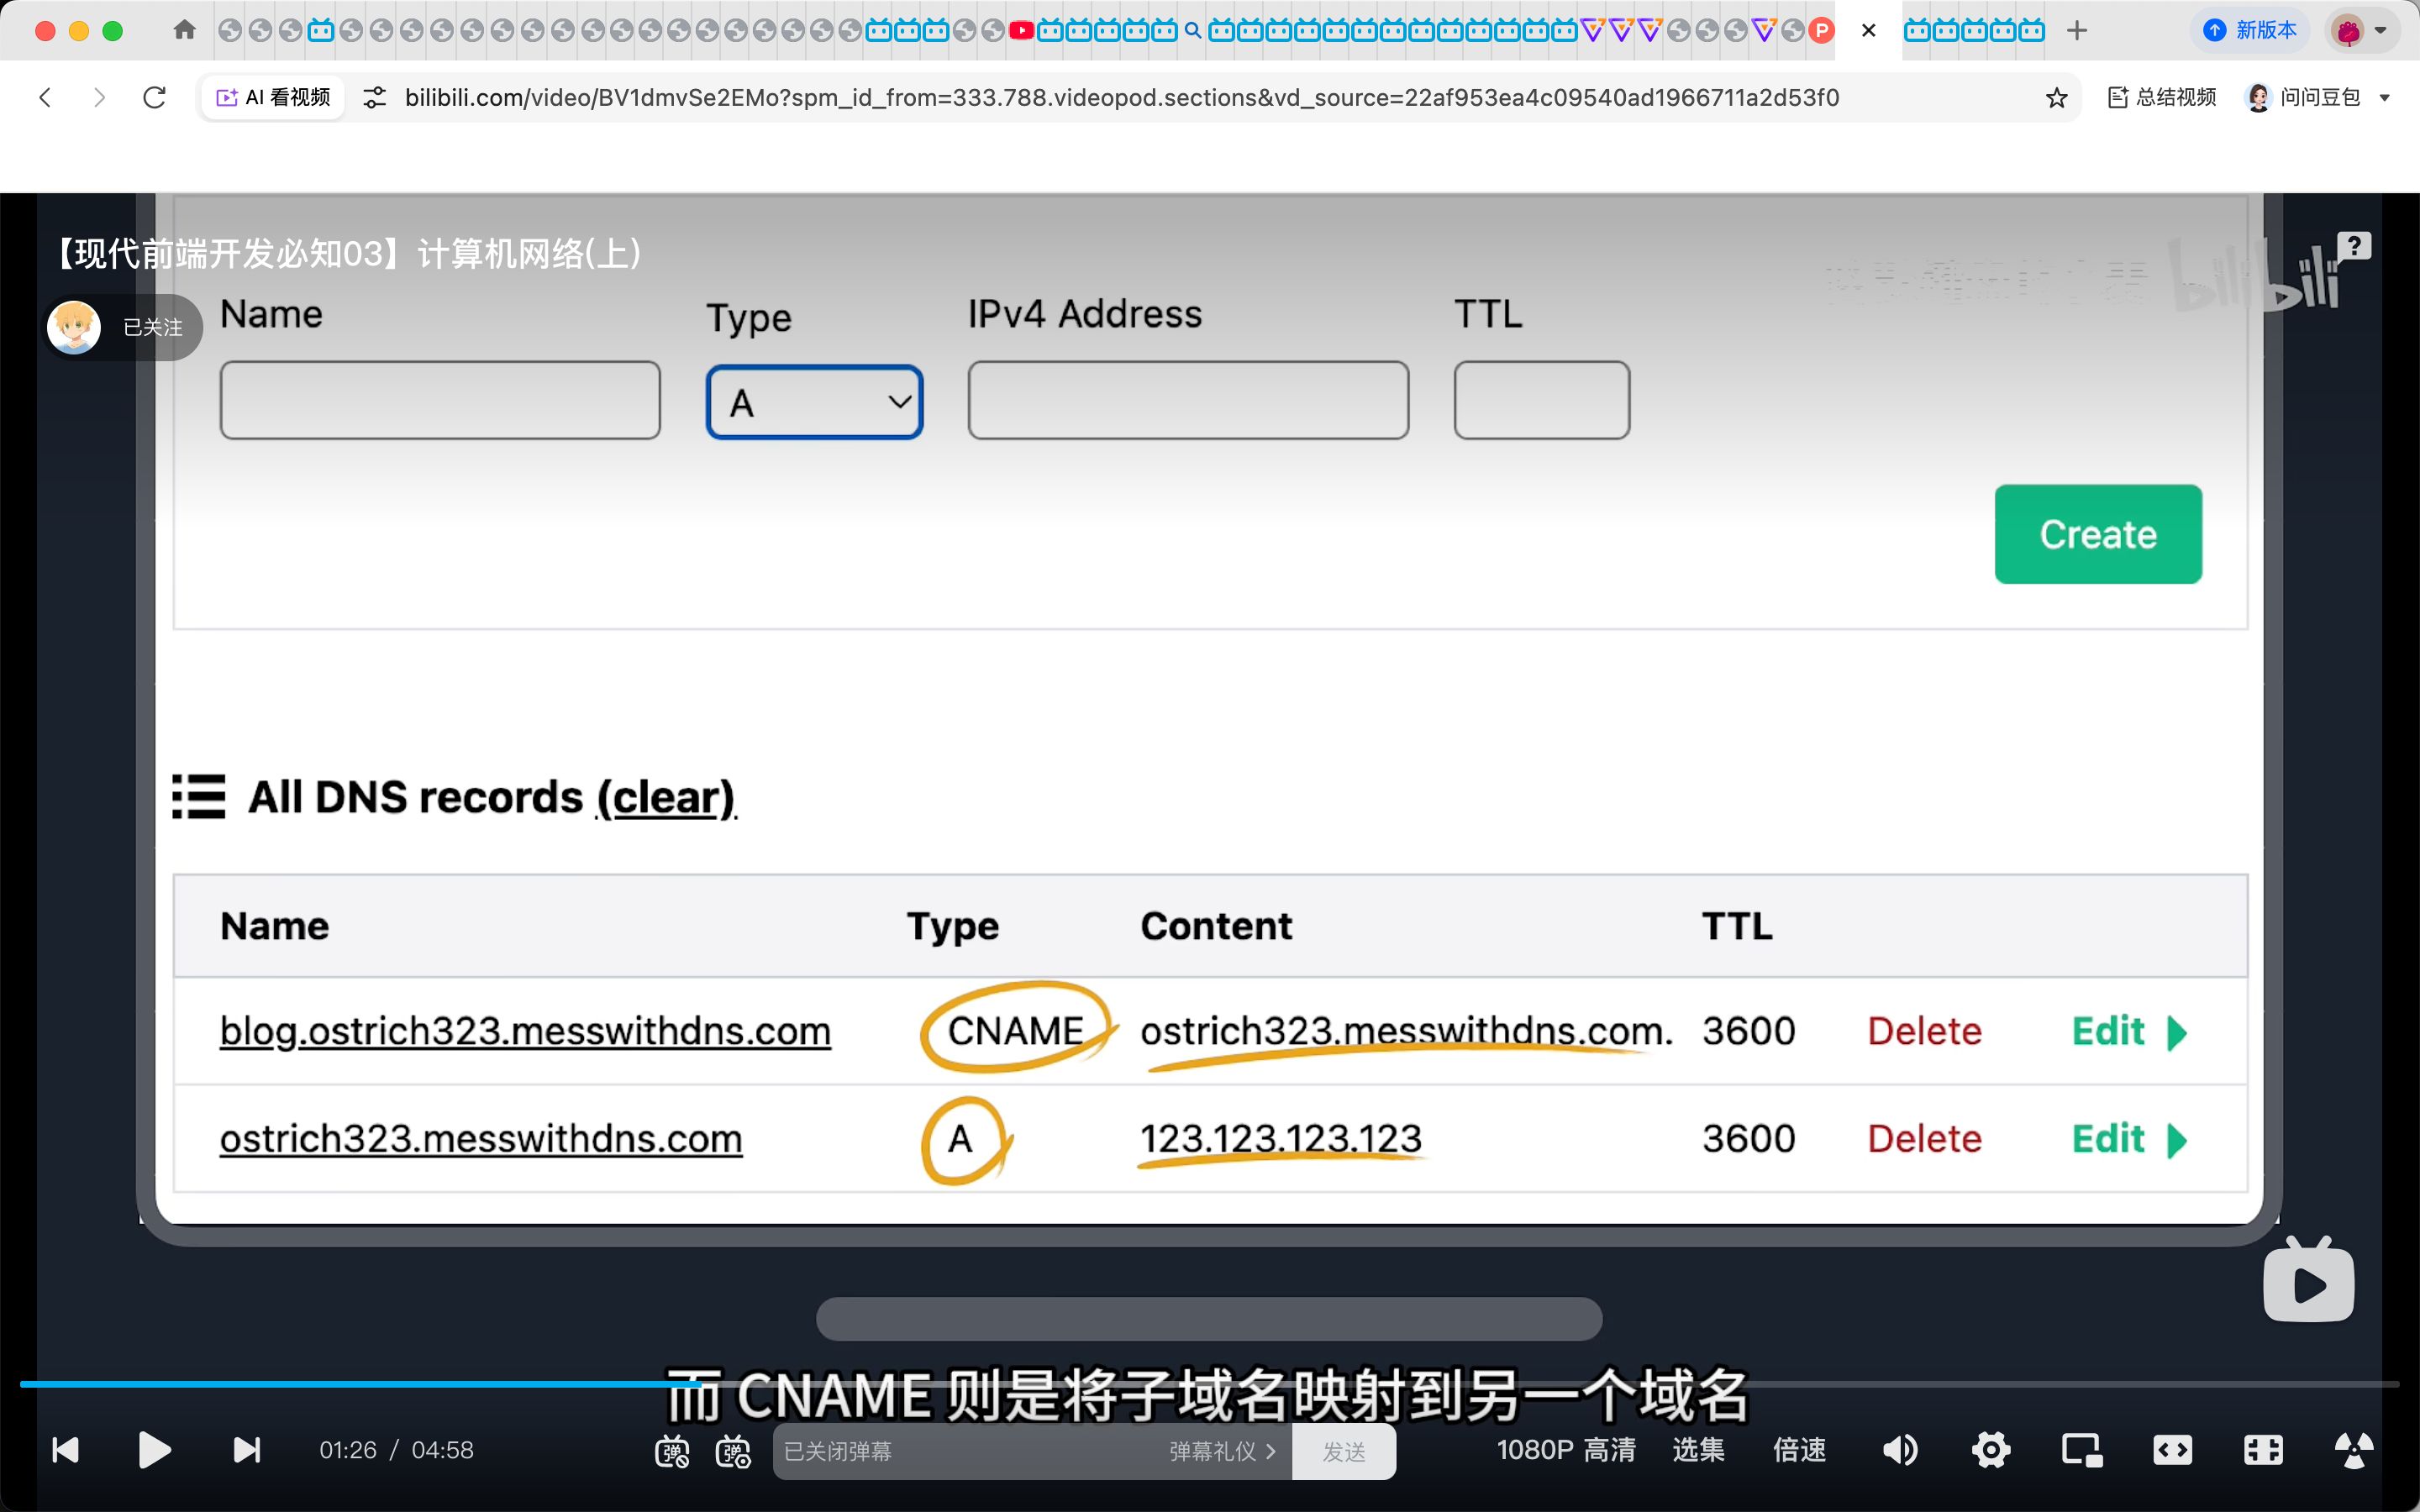 新版本
AI 看视频
bilibili.com/video/BV1dmvSe2EMo?spm_id_from=333.788.videopod.sections&vd_source=22af953ea4c09540ad1966711a2d53f0
总结视频
问问豆包
【现代前端开发必知03】计算机网络(上)
bilibili
已关注
Name
Type
IPv4 Address
TTL
A
Create
All DNS records (clear)
Name Type Content TTL
blog.ostrich323.messwithdns.com CNAME ostrich323.messwithdns.com. 3600 Delete Edit
ostrich323.messwithdns.com A 123.123.123.123 3600 Delete Edit
而 CNAME 则是将子域名映射到另一个域名
01:26 / 04:58
弹
弹
已关闭弹幕
弹幕礼仪
发送
1080P 高清
选集
倍速